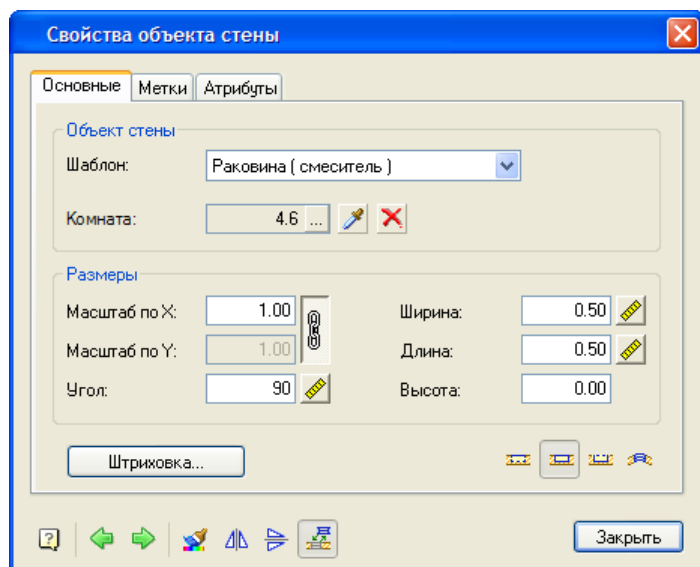 Свойства объекта стены
Основные Метки Атрибуты
Объект стены
Шаблон: Раковина ( смеситель )
Комната: 4.6 ...
Размеры
Масштаб по X: 1.00 Ширина: 0.50
Масштаб по Y: 1.00 Длина: 0.50
Угол: 90 Высота: 0.00
Штриховка...
Закрыть